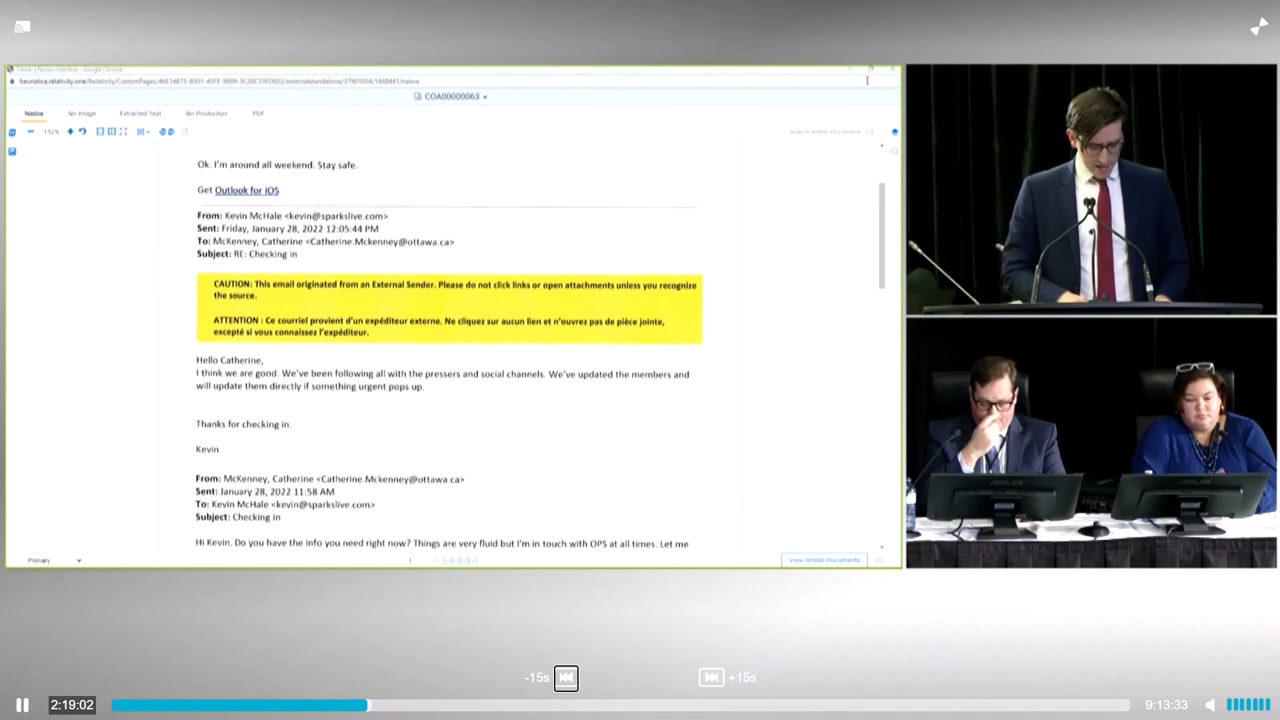 COA00000063
Native No Image Extracted Text No Production PDF
Ok. I'm around all weekend. Stay safe.
Get Outlook for iOS
From: Kevin McHale <kevin@sparkslive.com>
Sent: Friday, January 28, 2022 12:05:44 PM
To: McKenney, Catherine <Catherine.Mckenney@ottawa.ca>
Subject: RE: Checking in
CAUTION: This email originated from an External Sender. Please do not click links or open attachments unless you recognize
the source.
ATTENTION : Ce courriel provient d'un expéditeur externe. Ne cliquez sur aucun lien et n'ouvrez pas de pièce jointe,
excepté si vous connaissez l'expéditeur.
Hello Catherine,
I think we are good. We've been following all with the pressers and social channels. We've updated the members and
will update them directly if something urgent pops up.
Thanks for checking in.
Kevin
From: McKenney, Catherine <Catherine.Mckenney@ottawa.ca>
Sent: January 28, 2022 11:58 AM
To: Kevin McHale <kevin@sparkslive.com>
Subject: Checking in
Hi Kevin. Do you have the info you need right now? Things are very fluid but I'm in touch with OPS at all times. Let me
Primary
1
View Similar Documents
-15s +15s
2:19:02
9:13:33